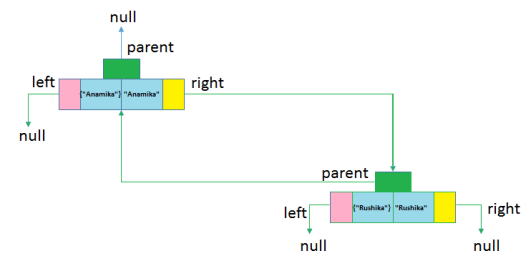 null
parent
left
{"Anamika"} "Anamika"
right
null
parent
left
{"Rushika"} "Rushika"
right
null
null